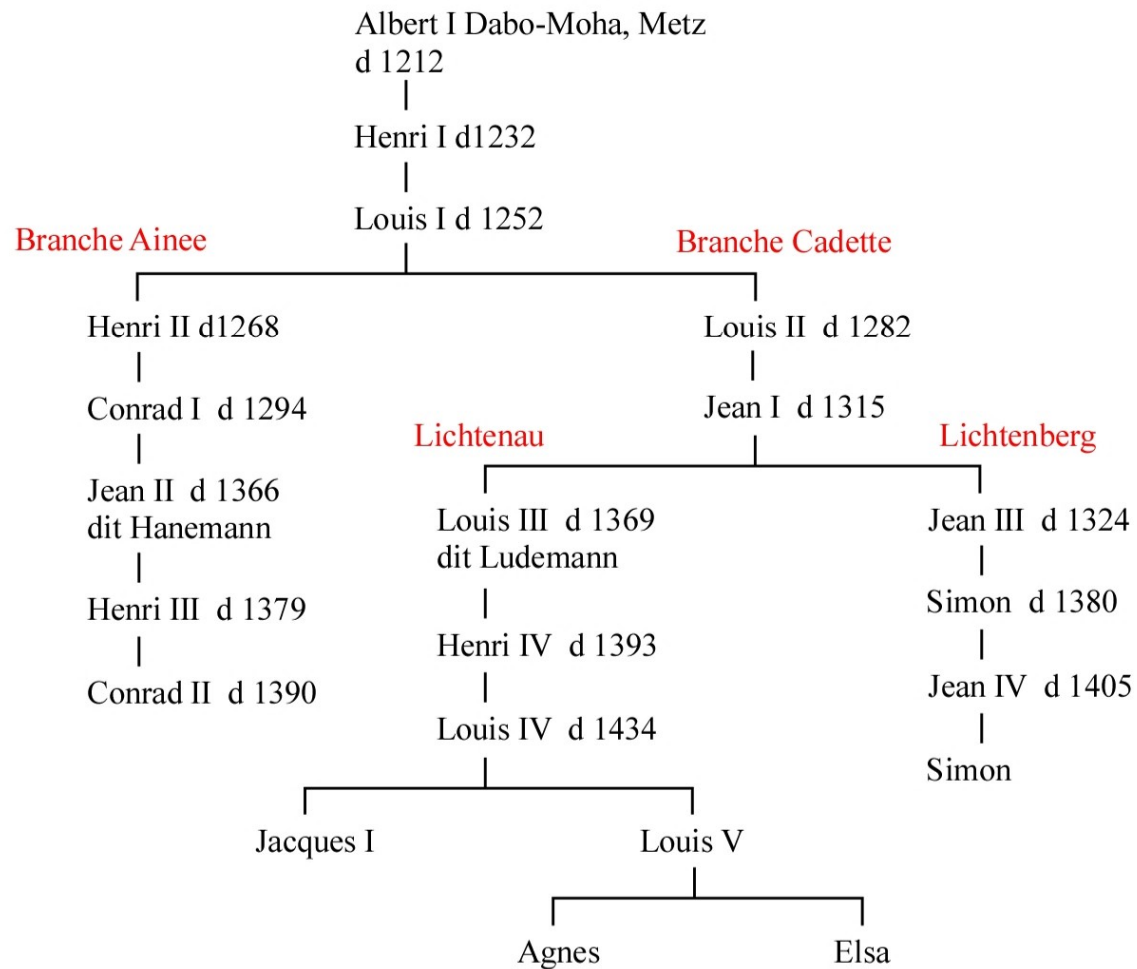 Albert I Dabo-Moha, Metz
d 1212
Henri I d1232
Louis I d 1252
Branche Ainee
Branche Cadette
Henri II d1268
Louis II d 1282
Conrad I d 1294
Jean I d 1315
Lichtenau
Lichtenberg
Jean II d 1366
dit Hanemann
Louis III d 1369
dit Ludemann
Jean III d 1324
Henri III d 1379
Simon d 1380
Henri IV d 1393
Conrad II d 1390
Jean IV d 1405
Louis IV d 1434
Simon
Jacques I
Louis V
Agnes
Elsa